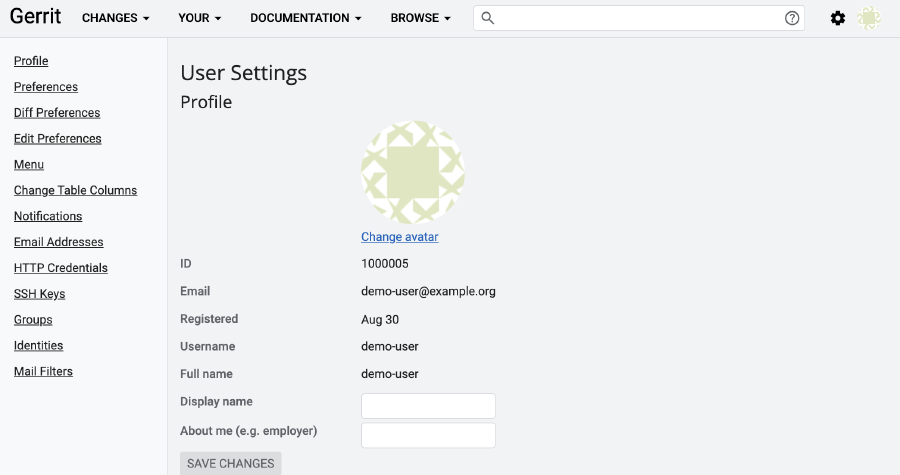 Gerrit CHANGES YOUR DOCUMENTATION BROWSE
Profile
Preferences
Diff Preferences
Edit Preferences
Menu
Change Table Columns
Notifications
Email Addresses
HTTP Credentials
SSH Keys
Groups
Identities
Mail Filters
User Settings
Profile
Change avatar
ID 1000005
Email demo-user@example.org
Registered Aug 30
Username demo-user
Full name demo-user
Display name
About me (e.g. employer)
SAVE CHANGES